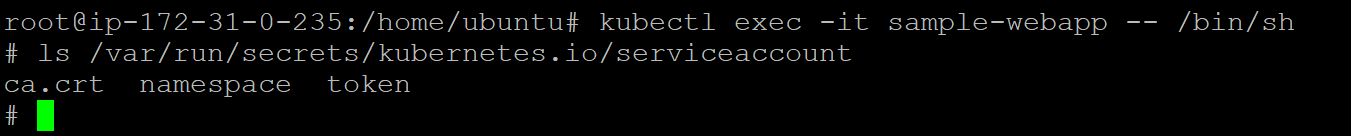 root@ip-172-31-0-235:/home/ubuntu# kubectl exec -it sample-webapp -- /bin/sh
# ls /var/run/secrets/kubernetes.io/serviceaccount
ca.crt  namespace  token
#